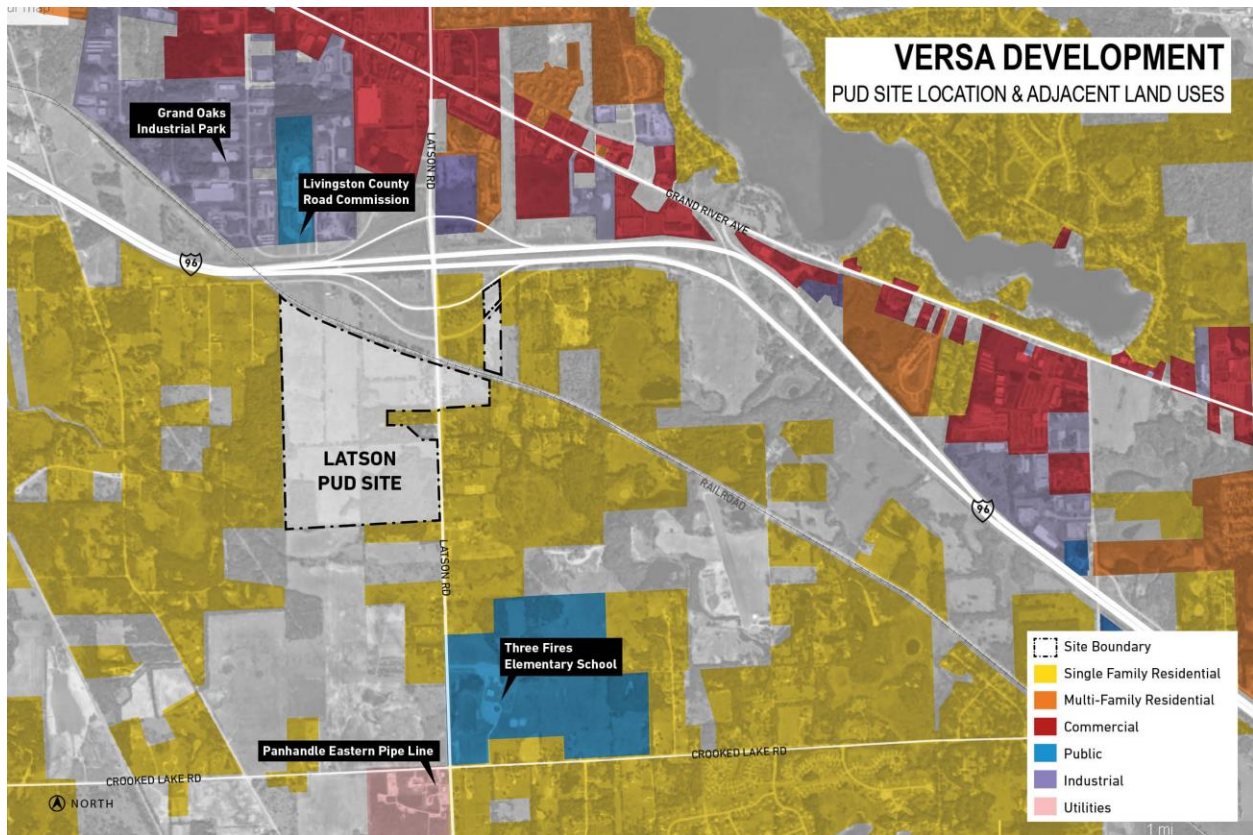 VERSA DEVELOPMENT
PUD SITE LOCATION & ADJACENT LAND USES
Grand Oaks
Industrial Park
LATSON RD
Livingston County
Road Commission
GRAND RIVER AVE
96
LATSON
PUD SITE
RAILROAD
96
LATSON RD
Three Fires
Elementary School
Site Boundary
Single Family Residential
Multi-Family Residential
Commercial
Public
Industrial
Utilities
Panhandle Eastern Pipe Line
CROOKED LAKE RD
CROOKED LAKE RD
NORTH
1 mi